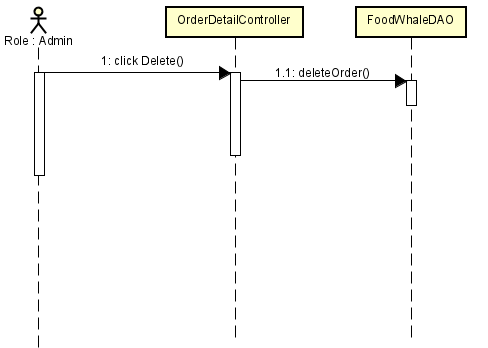 OrderDetailController
FoodWhaleDAO
Role : Admin
1: click Delete()
1.1: deleteOrder()